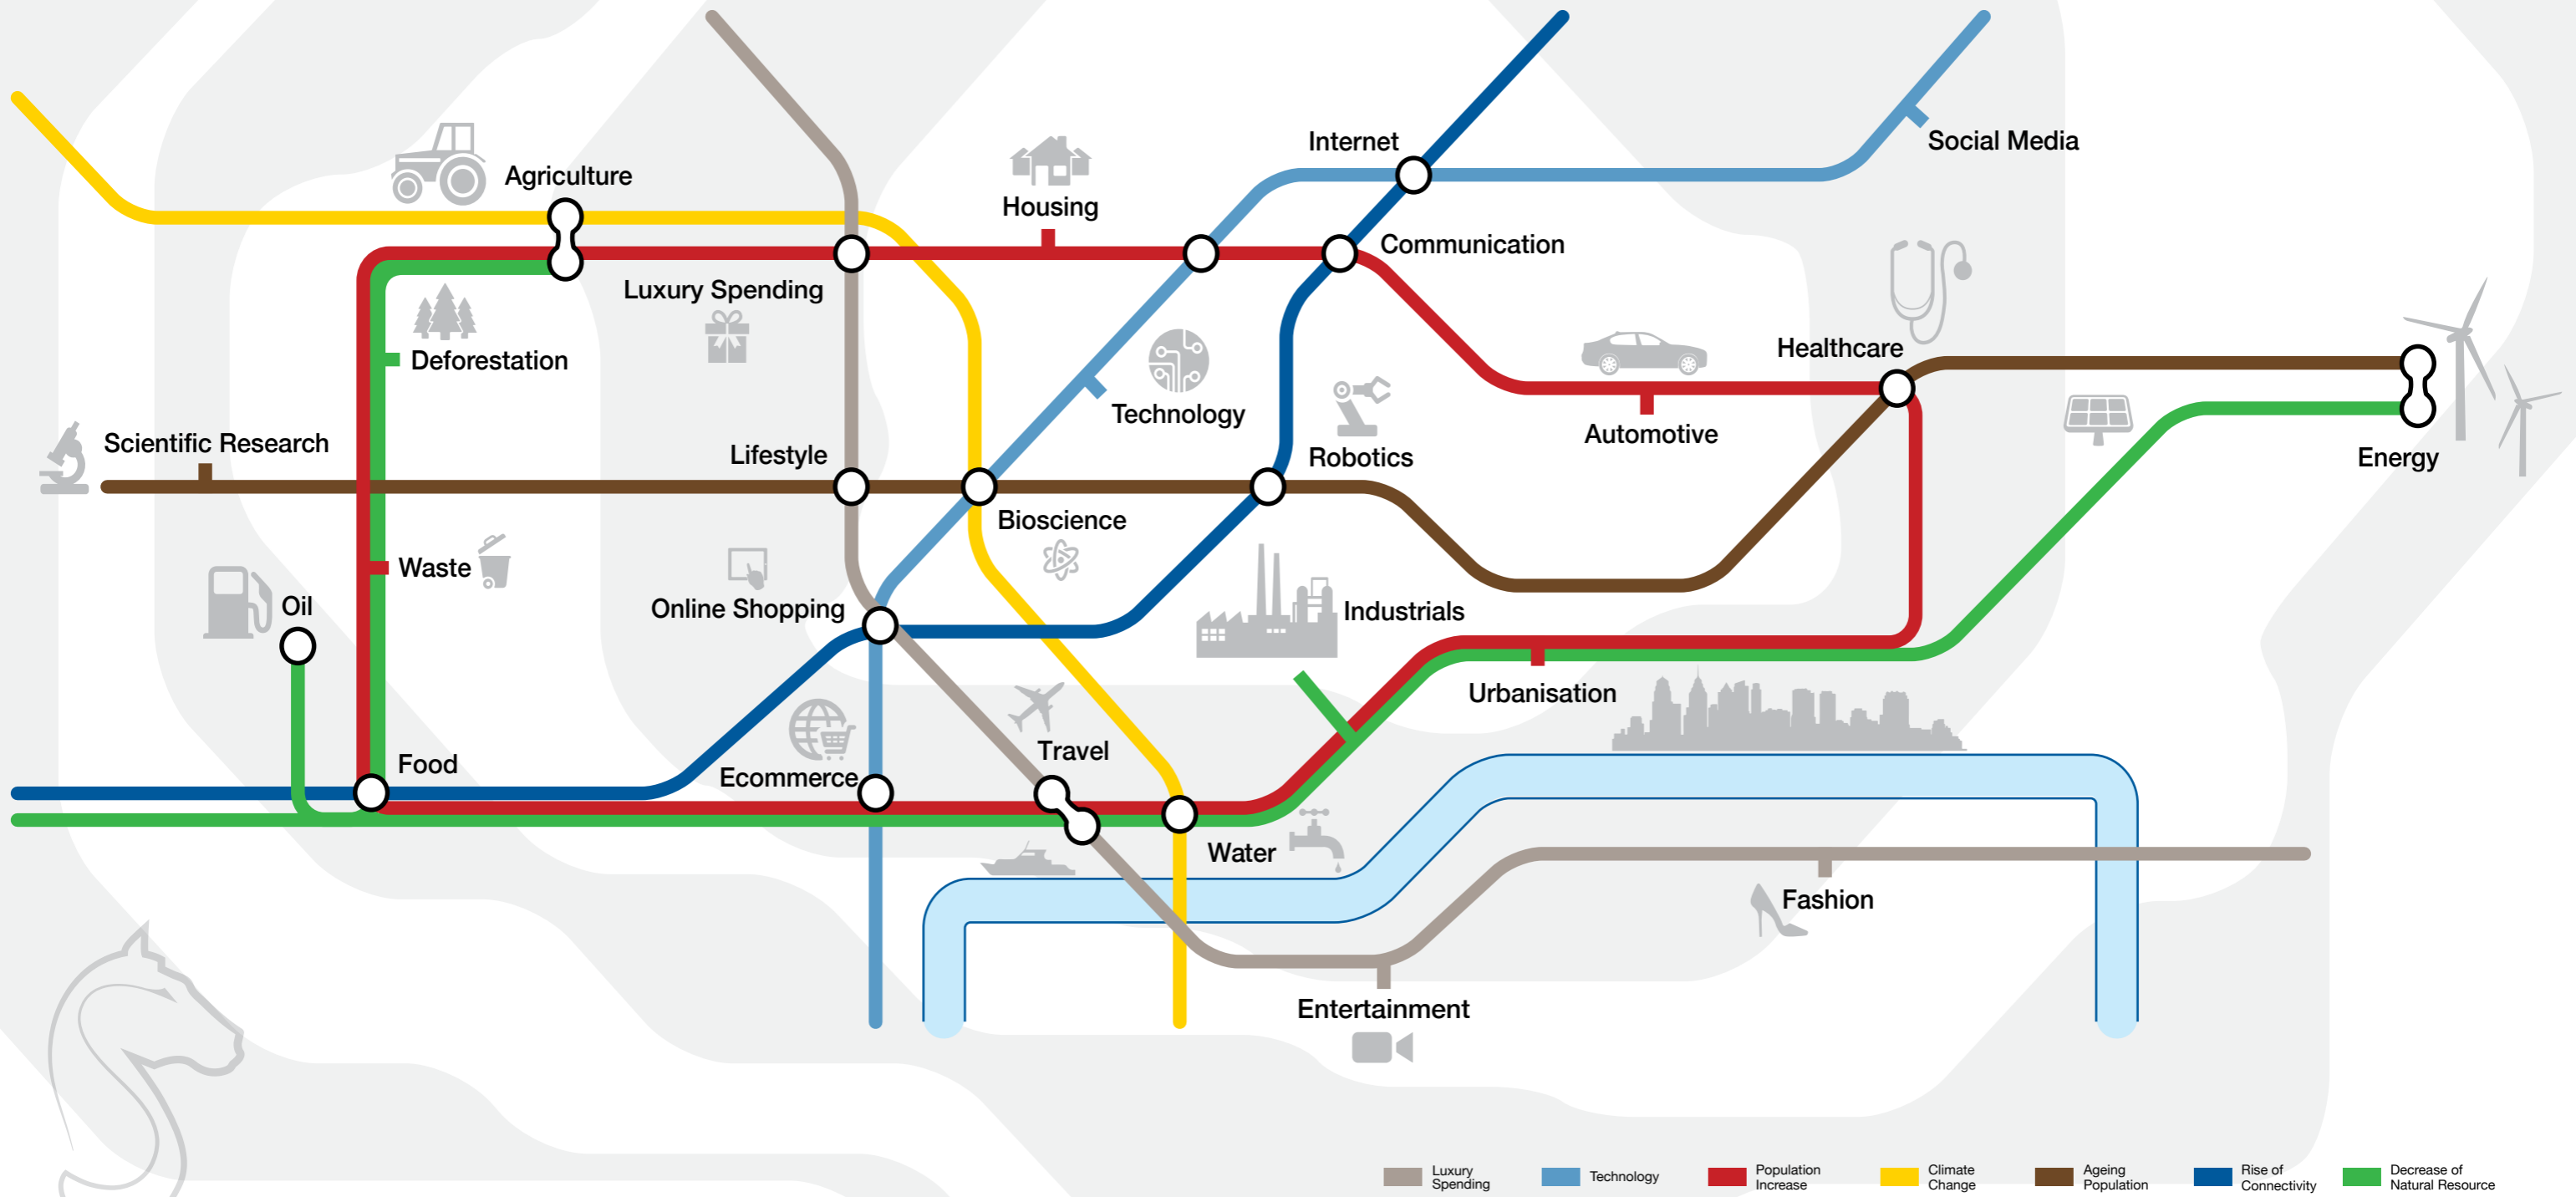 Internet
Social Media
Agriculture
Housing
Communication
Luxury Spending
Healthcare
Deforestation
Technology
Automotive
Scientific Research
Lifestyle
Robotics
Energy
Bioscience
Waste
Oil
Online Shopping
Industrials
Urbanisation
Travel
Food
Ecommerce
Water
Fashion
Entertainment
Luxury
Spending
Technology
Population
Increase
Climate
Change
Ageing
Population
Rise of
Connectivity
Decrease of
Natural Resource